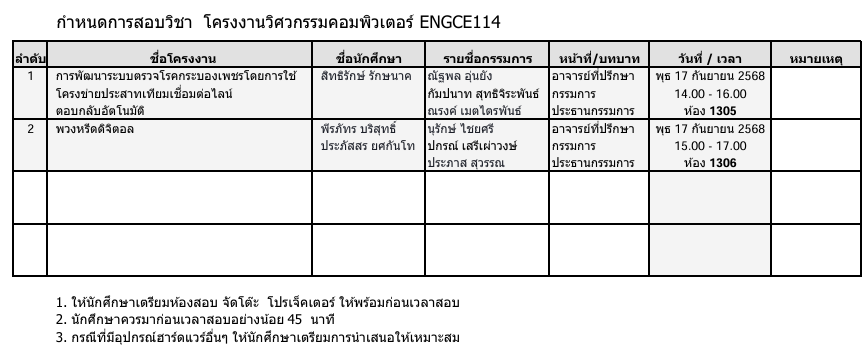 กำหนดการสอบวิชา โครงงานวิศวกรรมคอมพิวเตอร์ ENGCE114
ลำดับ ชื่อโครงงาน ชื่อนักศึกษา รายชื่อกรรมการ หน้าที่/บทบาท วันที่ / เวลา หมายเหตุ
1 การพัฒนาระบบตรวจโรคกระบองเพชรโดยการใช้ สิทธิรักษ์ รักษนาค ณัฐพล อุ่นยัง อาจารย์ที่ปรึกษา พุธ 17 กันยายน 2568
โครงข่ายประสาทเทียมเชื่อมต่อไลน์ กัมปนาท สุทธิจิระพันธ์ กรรมการ 14.00 - 16.00
ตอบกลับอัตโนมัติ ณรงค์ เมตไตรพันธ์ ประธานกรรมการ ห้อง 1305
2 พวงหรีดดิจิตอล พีรภัทร บริสุทธิ์ นุรักษ์ ไชยศรี อาจารย์ที่ปรึกษา พุธ 17 กันยายน 2568
ประภัสสร ยศกันโท ปกรณ์ เสรีเผ่าวงษ์ กรรมการ 15.00 - 17.00
ประภาส สุวรรณ ประธานกรรมการ ห้อง 1306
1. ให้นักศึกษาเตรียมห้องสอบ จัดโต๊ะ โปรเจ็คเตอร์ ให้พร้อมก่อนเวลาสอบ
2. นักศึกษาควรมาก่อนเวลาสอบอย่างน้อย 45 นาที
3. กรณีที่มีอุปกรณ์ฮาร์ดแวร์อื่นๆ ให้นักศึกษาเตรียมการนำเสนอให้เหมาะสม